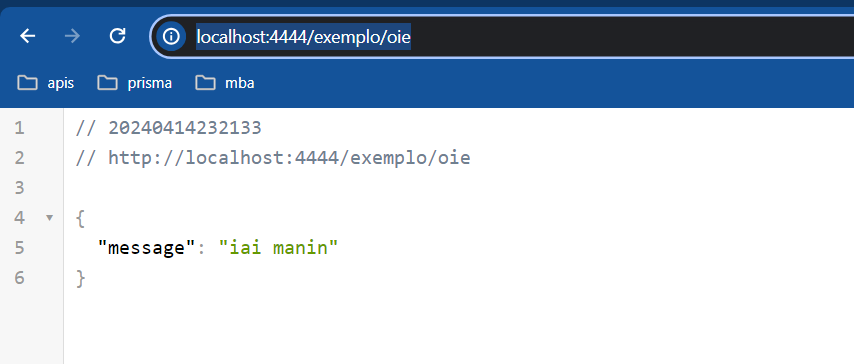 localhost:4444/exemplo/oie
apis prisma mba
1 // 20240414232133
2 // http://localhost:4444/exemplo/oie
3
4 {
5 "message": "iai manin"
6 }